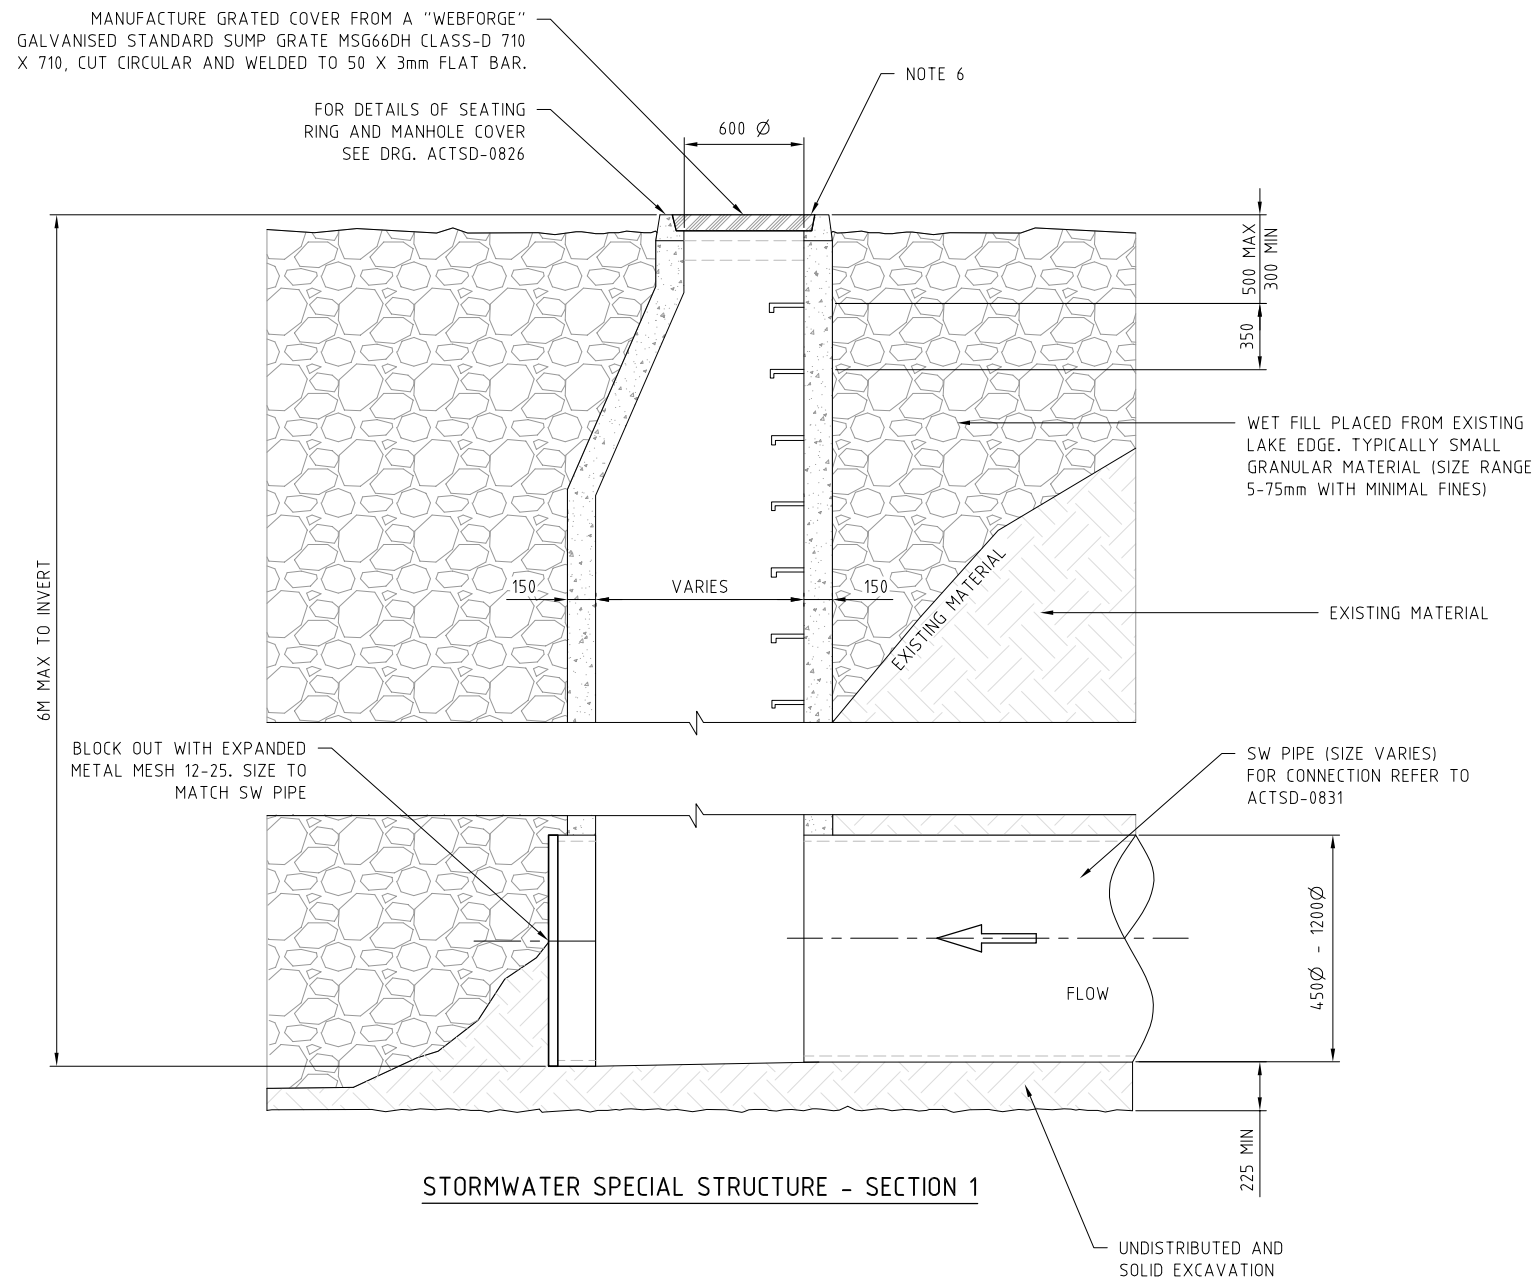 MANUFACTURE GRATED COVER FROM A "WEBFORGE"
GALVANISED STANDARD SUMP GRATE MSG66DH CLASS-D 710
X 710, CUT CIRCULAR AND WELDED TO 50 X 3mm FLAT BAR.
NOTE 6
FOR DETAILS OF SEATING
RING AND MANHOLE COVER
SEE DRG. ACTSD-0826
600 Ø
500 MAX
300 MIN
350
WET FILL PLACED FROM EXISTING
LAKE EDGE. TYPICALLY SMALL
GRANULAR MATERIAL (SIZE RANGE
5-75mm WITH MINIMAL FINES)
6M MAX TO INVERT
150
VARIES
150
EXISTING MATERIAL
EXISTING MATERIAL
BLOCK OUT WITH EXPANDED
METAL MESH 12-25. SIZE TO
MATCH SW PIPE
SW PIPE (SIZE VARIES)
FOR CONNECTION REFER TO
ACTSD-0831
450Ø - 1200Ø
FLOW
225 MIN
STORMWATER SPECIAL STRUCTURE - SECTION 1
UNDISTRIBUTED AND
SOLID EXCAVATION